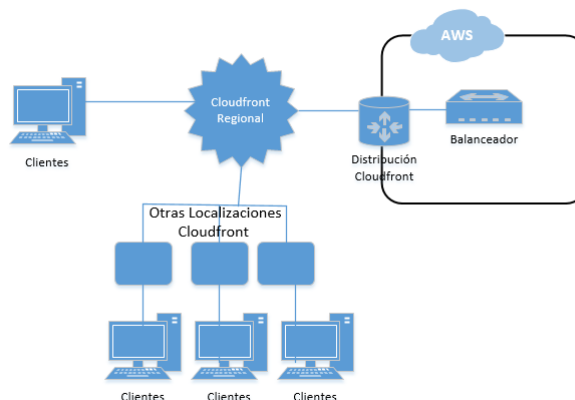 AWS
Cloudfront
Regional
Clientes
Distribución
Cloudfront
Balanceador
Otras Localizaciones
Cloudfront
Clientes
Clientes
Clientes